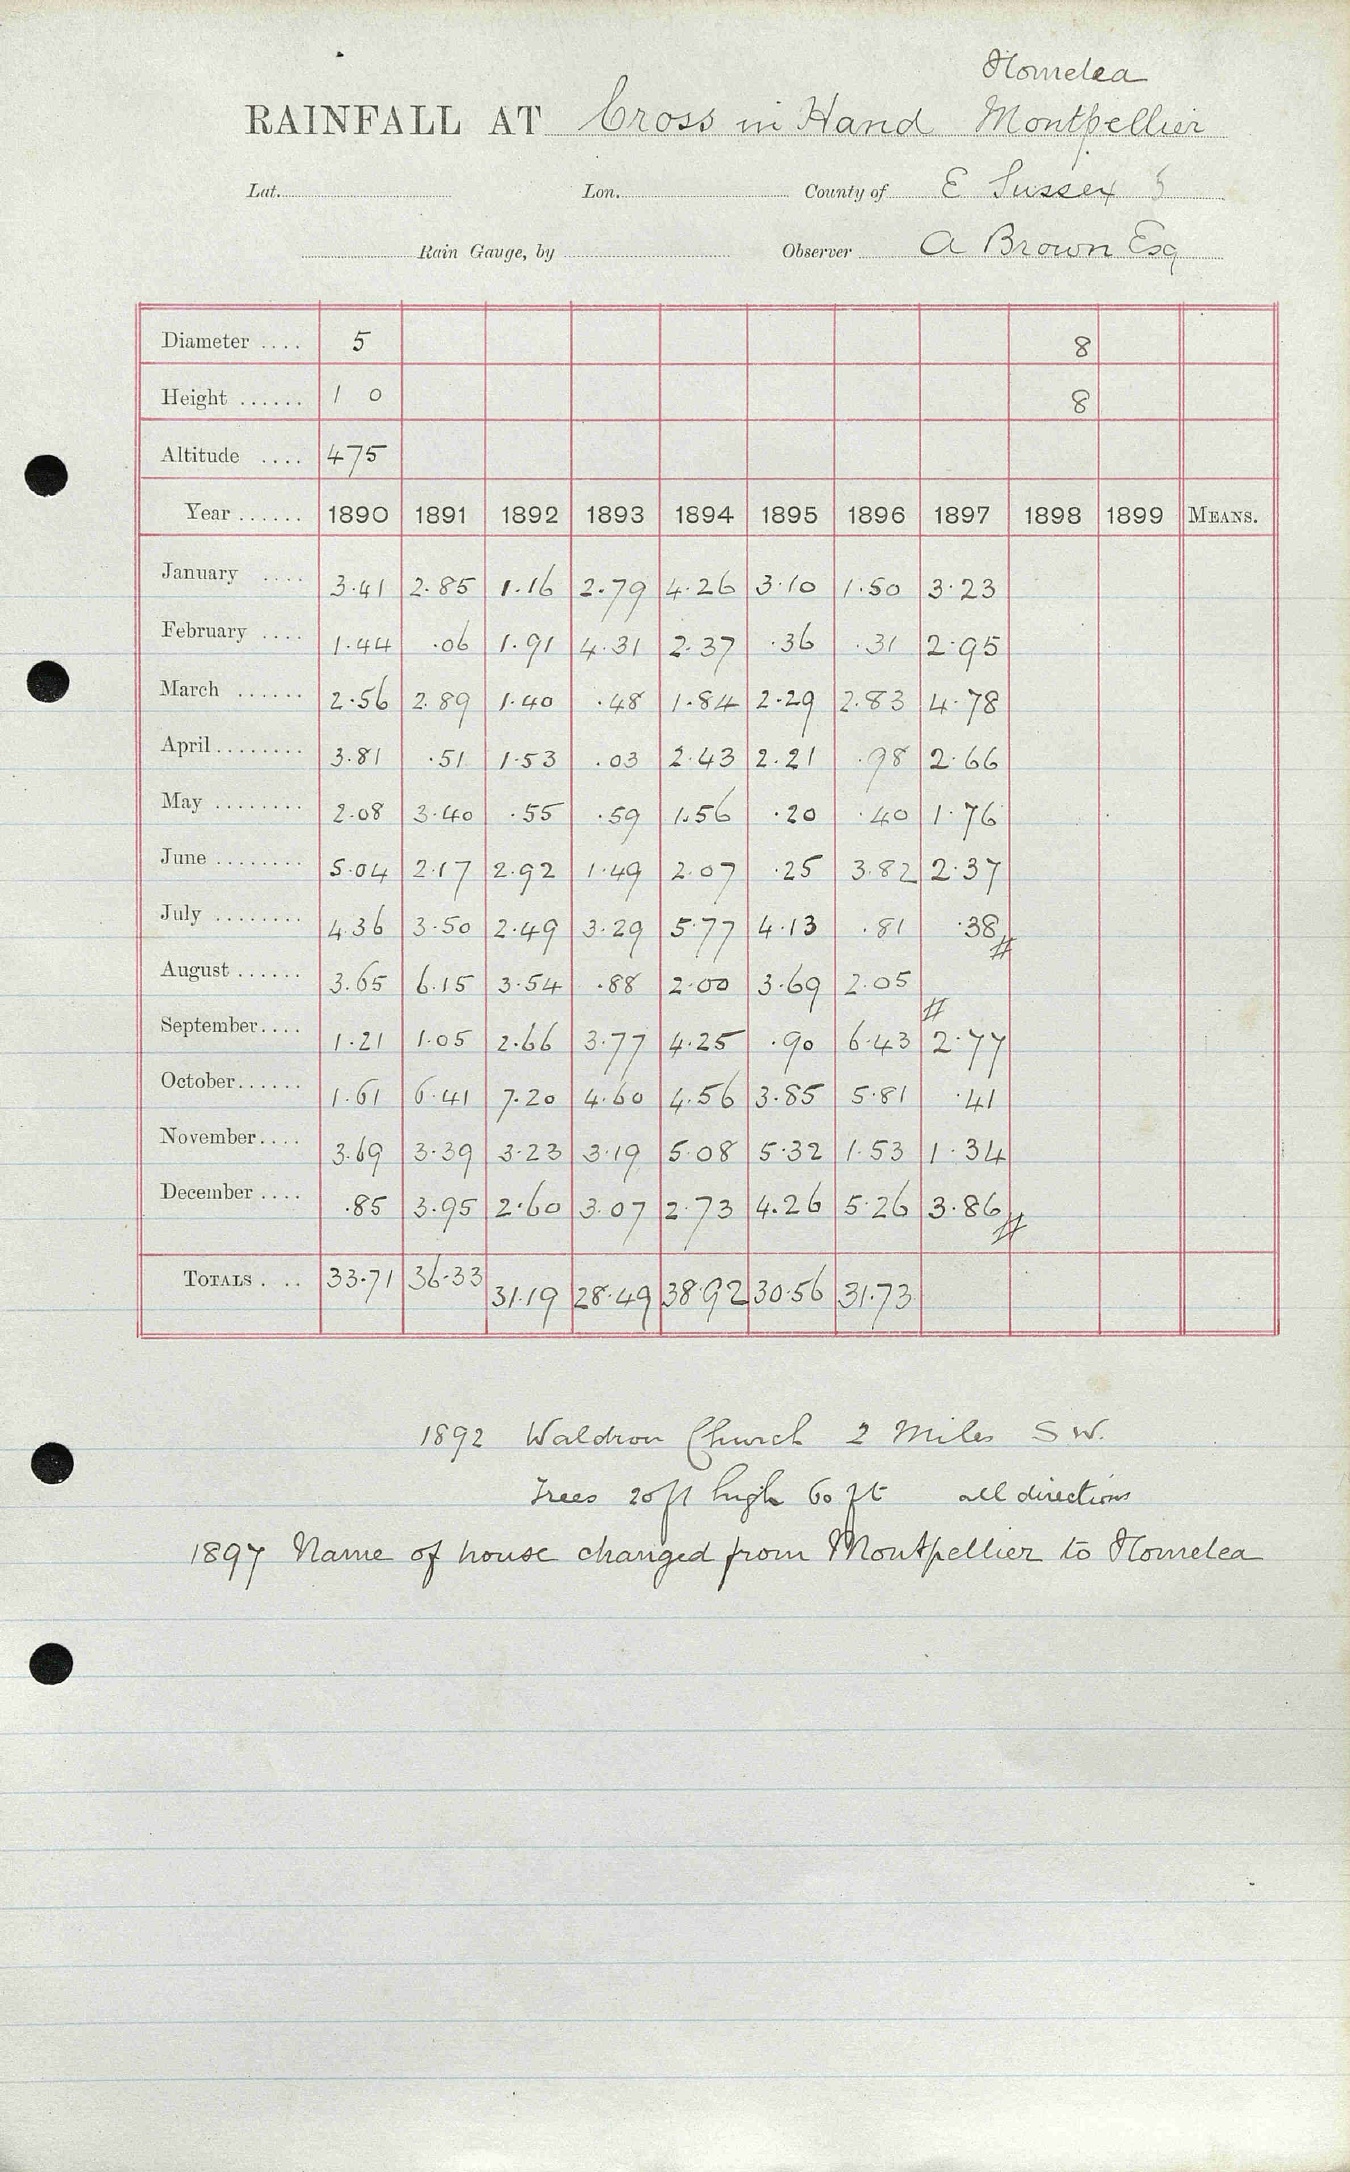 Homelea
RAINFALL AT Cross in Hand Montpellier
Lat. Lon. County of E Sussex
Rain Gauge, by Observer A Brown Esq
Diameter .... 5 8
Height ...... 1 0 8
Altitude .... 475
Year ...... 1890 1891 1892 1893 1894 1895 1896 1897 1898 1899 MEANS.
January .... 3.41 2.85 1.16 2.79 4.26 3.10 1.50 3.23
February .... 1.44 .06 1.91 4.31 2.37 .36 .31 2.95
March ...... 2.56 2.89 1.40 .48 1.84 2.29 2.83 4.78
April ........ 3.81 .51 1.53 .03 2.43 2.21 .98 2.66
May ........ 2.08 3.40 .55 .59 1.56 .20 .40 1.76
June ........ 5.04 2.17 2.92 1.49 2.07 .25 3.82 2.37
July ........ 4.36 3.50 2.49 3.29 5.77 4.13 .81 .38 #
August ...... 3.65 6.15 3.54 .88 2.00 3.69 2.05
September.... 1.21 1.05 2.66 3.77 4.25 .90 6.43 # 2.77
October...... 1.61 6.41 7.20 4.60 4.56 3.85 5.81 .41
November.... 3.69 3.39 3.23 3.19 5.08 5.32 1.53 1.34
December .... .85 3.95 2.60 3.07 2.73 4.26 5.26 3.86 #
TOTALS . .. 33.71 36.33 31.19 28.49 38.92 30.56 31.73
1892 Waldron Church 2 Miles S W.
Trees 20ft high 60 ft all directions
1897 Name of house changed from Montpellier to Homelea